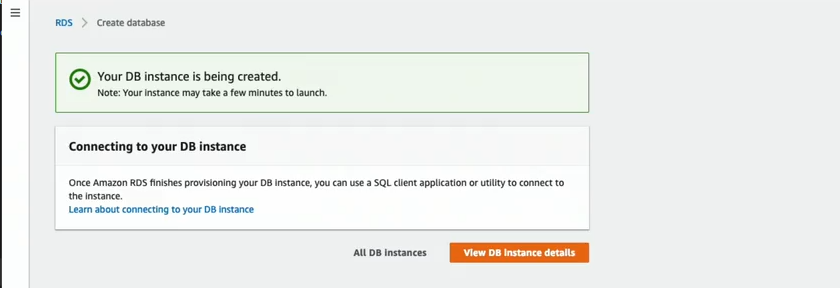 RDS > Create database
Your DB instance is being created.
Note: Your instance may take a few minutes to launch.
Connecting to your DB instance
Once Amazon RDS finishes provisioning your DB instance, you can use a SQL client application or utility to connect to
the instance.
Learn about connecting to your DB instance
All DB instances View DB instance details